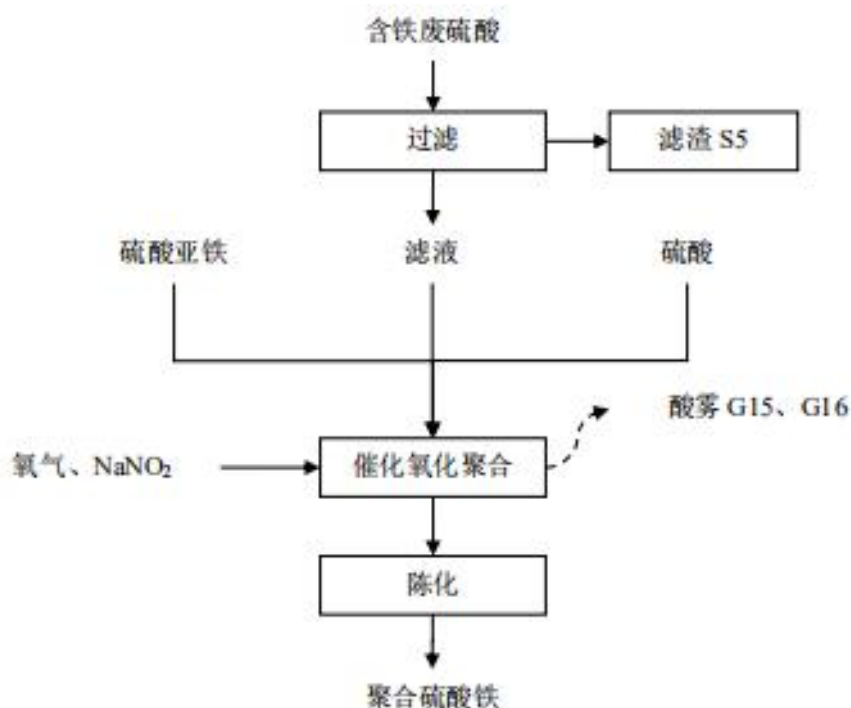 含铁废硫酸
过滤
滤渣 S5
硫酸亚铁
滤液
硫酸
酸雾 G15、G16
氧气、NaNO₂
催化氧化聚合
陈化
聚合硫酸铁